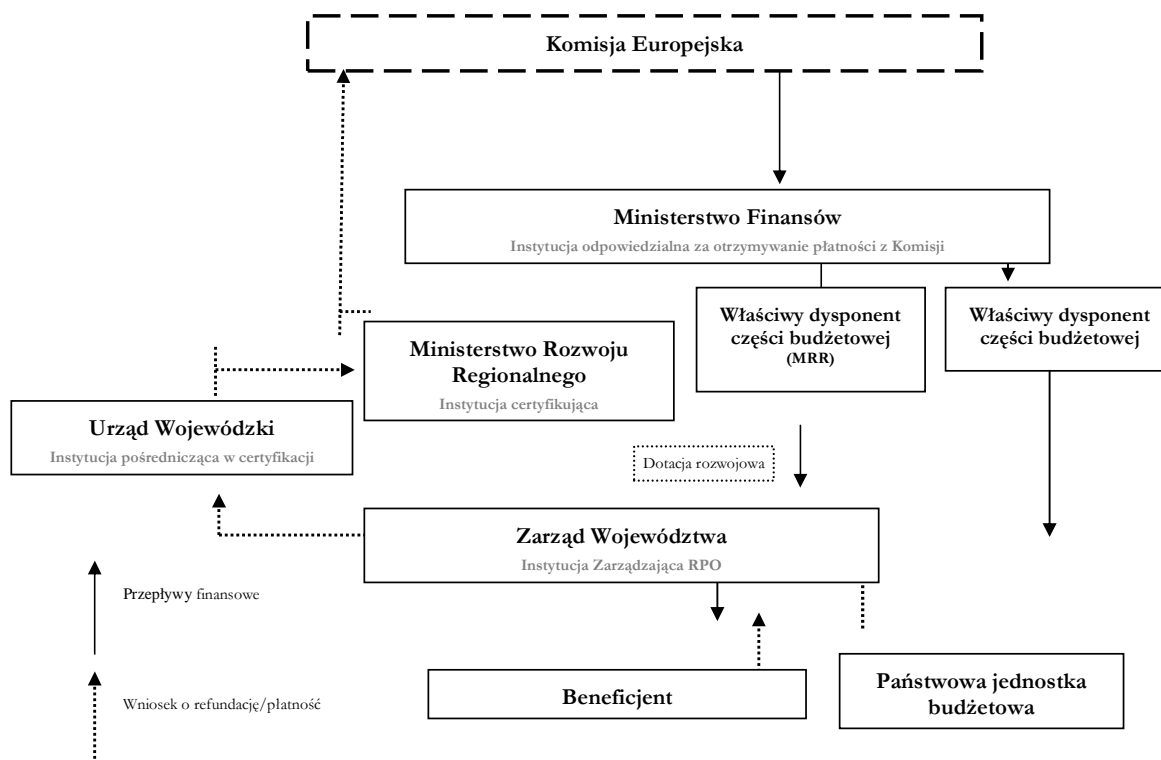 Komisja Europejska
Ministerstwo Finansów
Instytucja odpowiedzialna za otrzymywanie płatności z Komisji
Właściwy dysponent
części budżetowej
(MRR)
Właściwy dysponent
części budżetowej
Ministerstwo Rozwoju
Regionalnego
Instytucja certyfikująca
Urząd Wojewódzki
Instytucja pośrednicząca w certyfikacji
Dotacja rozwojowa
Zarząd Województwa
Instytucja Zarządzająca RPO
Przepływy finansowe
Beneficjent
Państwowa jednostka
budżetowa
Wniosek o refundację/płatność